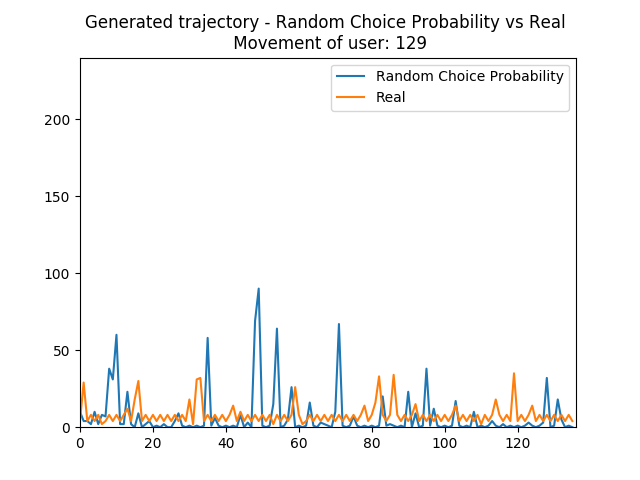 Generated trajectory - Random Choice Probability vs Real
Movement of user: 129
Random Choice Probability
Real
200
150
100
50
0
0 20 40 60 80 100 120